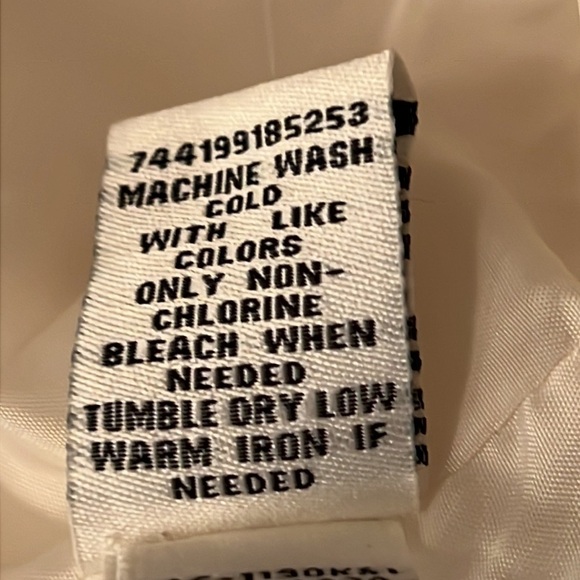 744199185253
MACHINE WASH
COLD
WITH LIKE
COLORS
ONLY NON-
CHLORINE
BLEACH WHEN
NEEDED
TUMBLE DRY LOW
WARM IRON IF
NEEDED